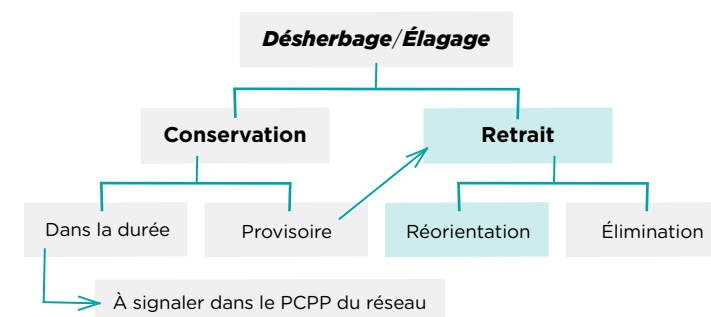 Désherbage/Élagage
Conservation
Retrait
Dans la durée
Provisoire
Réorientation
Élimination
À signaler dans le PCPP du réseau